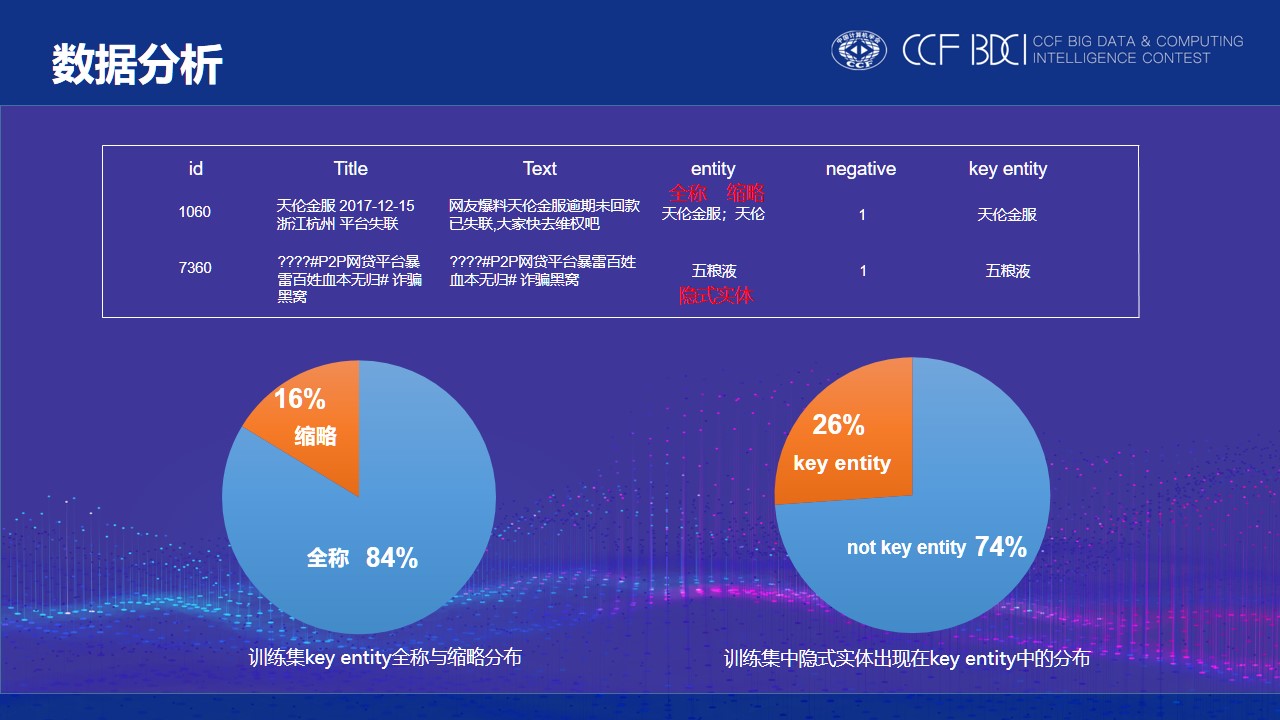 数据分析
中国计算机学会
CCF
CCF BDCI
CCF BIG DATA & COMPUTING
INTELLIGENCE CONTEST
id Title Text entity negative key entity
全称 缩略
1060
天伦金服 2017-12-15
浙江杭州 平台失联
网友爆料天伦金服逾期未回款
已失联,大家快去维权吧
天伦金服；天伦
1
天伦金服
7360
????#P2P网贷平台暴
雷百姓血本无归# 诈骗
黑窝
????#P2P网贷平台暴雷百姓
血本无归# 诈骗黑窝
五粮液
1
五粮液
隐式实体
16%
缩略
全称 84%
26%
key entity
not key entity 74%
训练集key entity全称与缩略分布
训练集中隐式实体出现在key entity中的分布